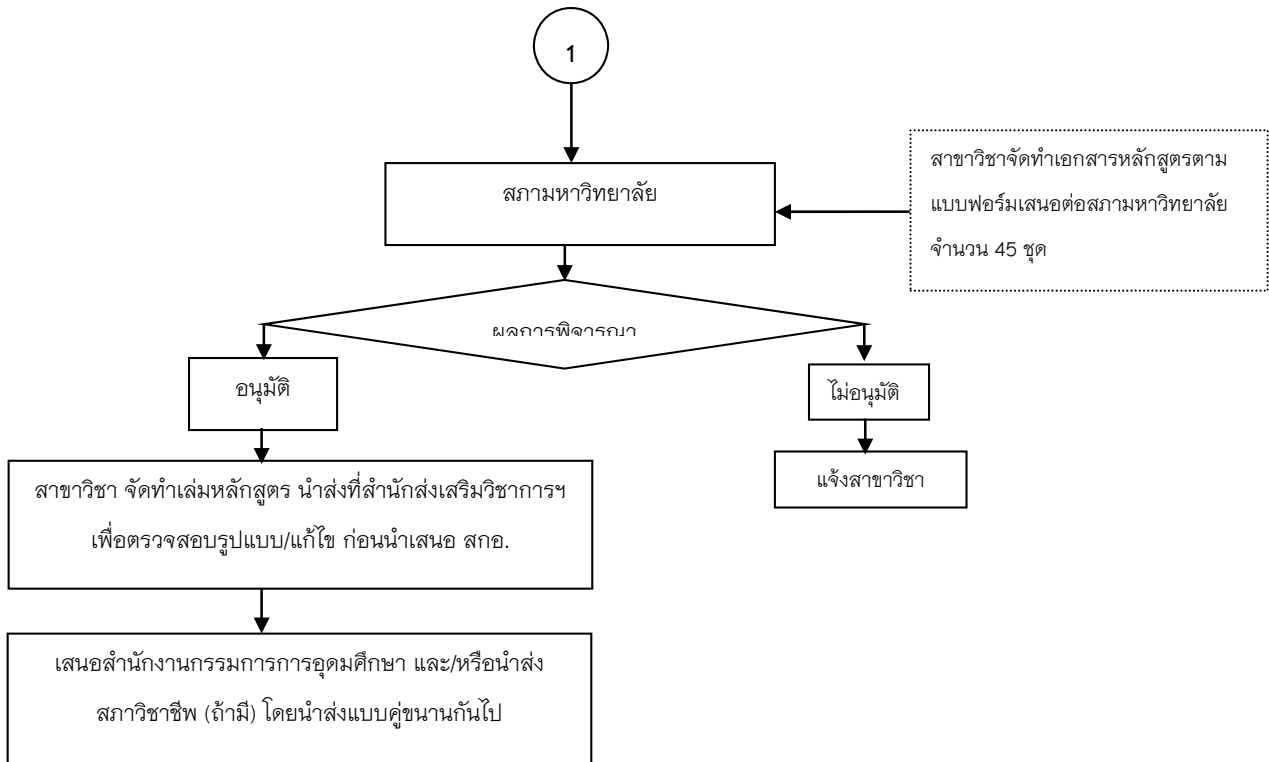 1
สภามหาวิทยาลัย
สาขาวิชาจัดทำเอกสารหลักสูตรตาม
แบบฟอร์มเสนอต่อสภามหาวิทยาลัย
จำนวน 45 ชุด
ผลการพิจารณา
อนุมัติ
ไม่อนุมัติ
สาขาวิชา จัดทำเล่มหลักสูตร นำส่งที่สำนักส่งเสริมวิชาการฯ
เพื่อตรวจสอบรูปแบบ/แก้ไข ก่อนนำเสนอ สกอ.
แจ้งสาขาวิชา
เสนอสำนักงานกรรมการการอุดมศึกษา และ/หรือนำส่ง
สภาวิชาชีพ (ถ้ามี) โดยนำส่งแบบคู่ขนานกันไป